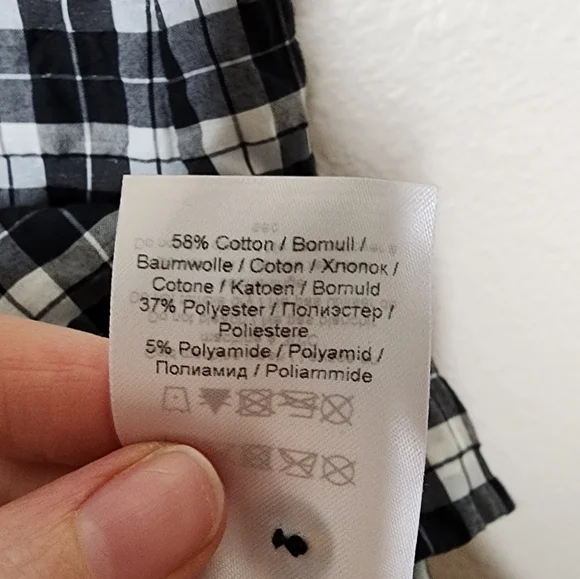 58% Cotton / Bomull /
Baumwolle / Coton / Хлопок /
Cotone / Katoen / Bomuld
37% Polyester / Полиэстер /
Poliestere
5% Polyamide / Polyamid /
Полиамид / Poliammide